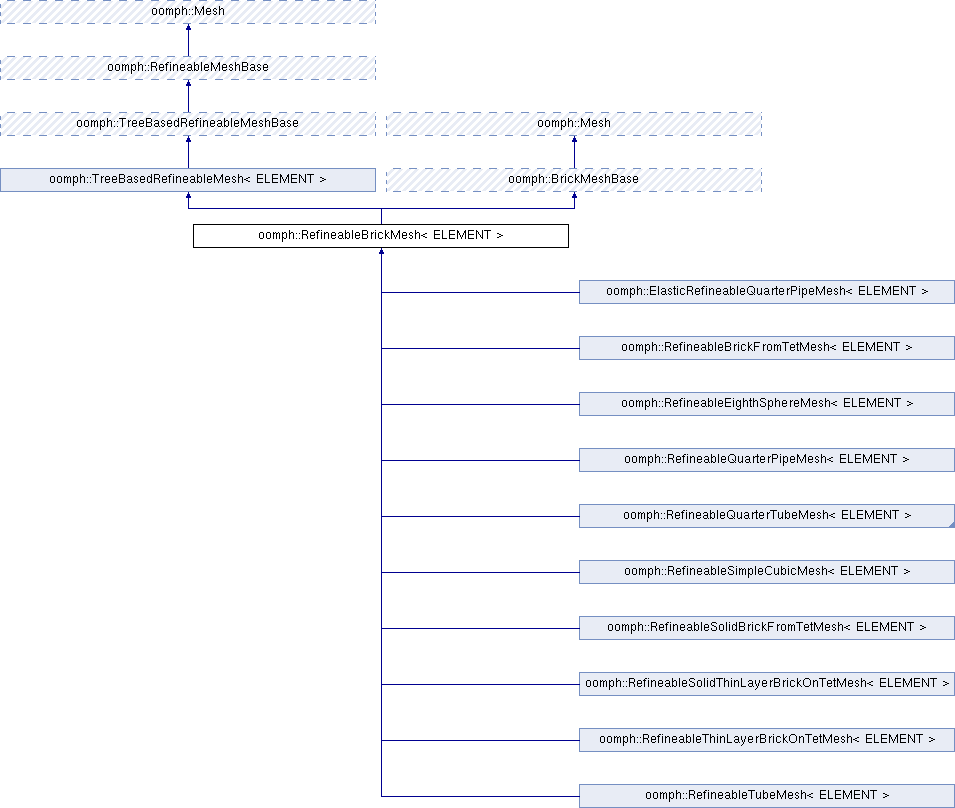 oomph::Mesh
oomph::RefineableMeshBase
oomph::TreeBasedRefineableMeshBase
oomph::Mesh
oomph::TreeBasedRefineableMesh< ELEMENT >
oomph::BrickMeshBase
oomph::RefineableBrickMesh< ELEMENT >
oomph::ElasticRefineableQuarterPipeMesh< ELEMENT >
oomph::RefineableBrickFromTetMesh< ELEMENT >
oomph::RefineableEighthSphereMesh< ELEMENT >
oomph::RefineableQuarterPipeMesh< ELEMENT >
oomph::RefineableQuarterTubeMesh< ELEMENT >
oomph::RefineableSimpleCubicMesh< ELEMENT >
oomph::RefineableSolidBrickFromTetMesh< ELEMENT >
oomph::RefineableSolidThinLayerBrickOnTetMesh< ELEMENT >
oomph::RefineableThinLayerBrickOnTetMesh< ELEMENT >
oomph::RefineableTubeMesh< ELEMENT >